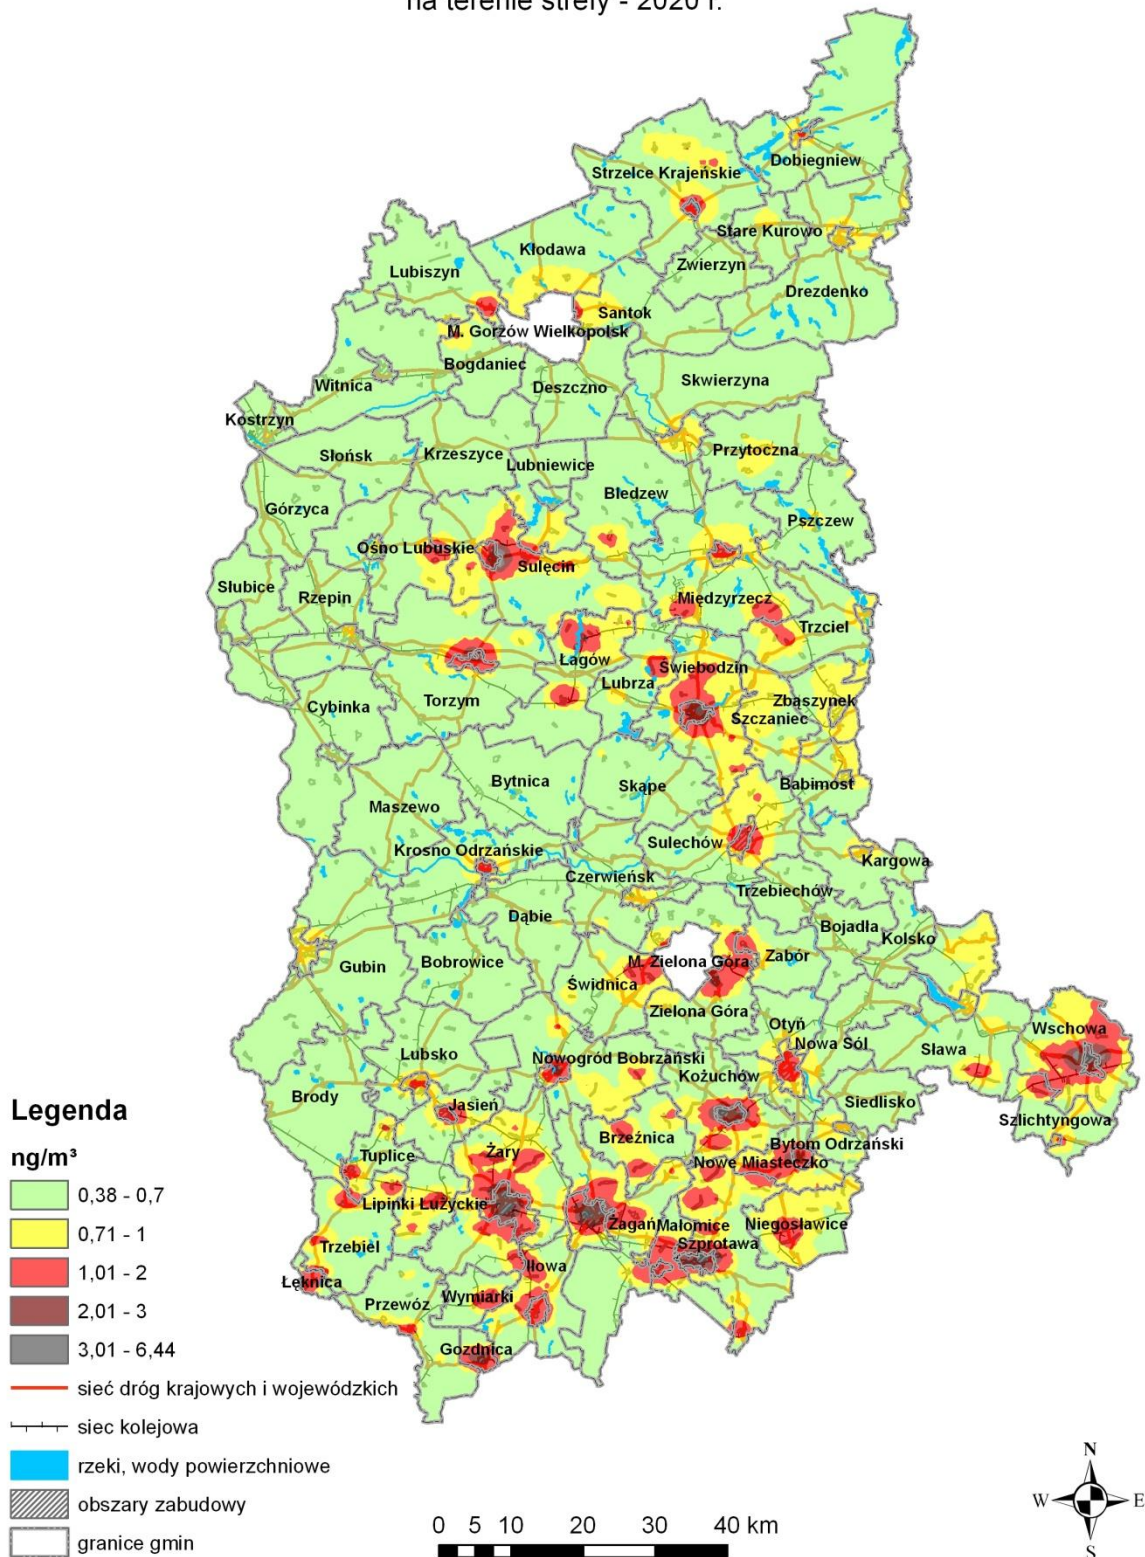 na terenie strefy - 2020 r.
Dobiegniew
Strzelce Krajeńskie
Stare Kurowo
Kłodawa
Zwierzyn
Lubiszyn
Drezdenko
Santok
M. Gorzów Wielkopolsk
Bogdaniec
Skwierzyna
Witnica
Deszczno
Kostrzyn
Przytoczna
Słońsk
Krzeszyce
Lubniewice
Bledzew
Górzyca
Pszczew
Ośno Lubuskie
Sulęcin
Słubice
Rzepin
Międzyrzecz
Trzciel
Łagów
Świebodzin
Lubrza
Torzym
Zbąszynek
Cybinka
Szczaniec
Bytnica
Skąpe
Babimost
Maszewo
Sulechów
Krosno Odrzańskie
Kargowa
Czerwieńsk
Trzebiechów
Dąbie
Bojadła
Kolsko
Gubin
Bobrowice
M. Zielona Góra
Zabór
Świdnica
Zielona Góra
Otyń
Wschowa
Nowa Sól
Lubsko
Nowogród Bobrzański
Sława
Kożuchów
Brody
Siedlisko
Jasień
Szlichtyngowa
Brzeźnica
Bytom Odrzański
Tuplice
Żary
Nowe Miasteczko
Lipinki Łużyckie
Żagań
Małomice
Niegosławice
Trzebiel
Szprotawa
Iłowa
Łęknica
Wymiarki
Przewóz
Gozdnica
Legenda
ng/m³
0,38 - 0,7
0,71 - 1
1,01 - 2
2,01 - 3
3,01 - 6,44
sieć dróg krajowych i wojewódzkich
siec kolejowa
rzeki, wody powierzchniowe
obszary zabudowy
granice gmin
0 5 10 20 30 40 km
N
W E
S